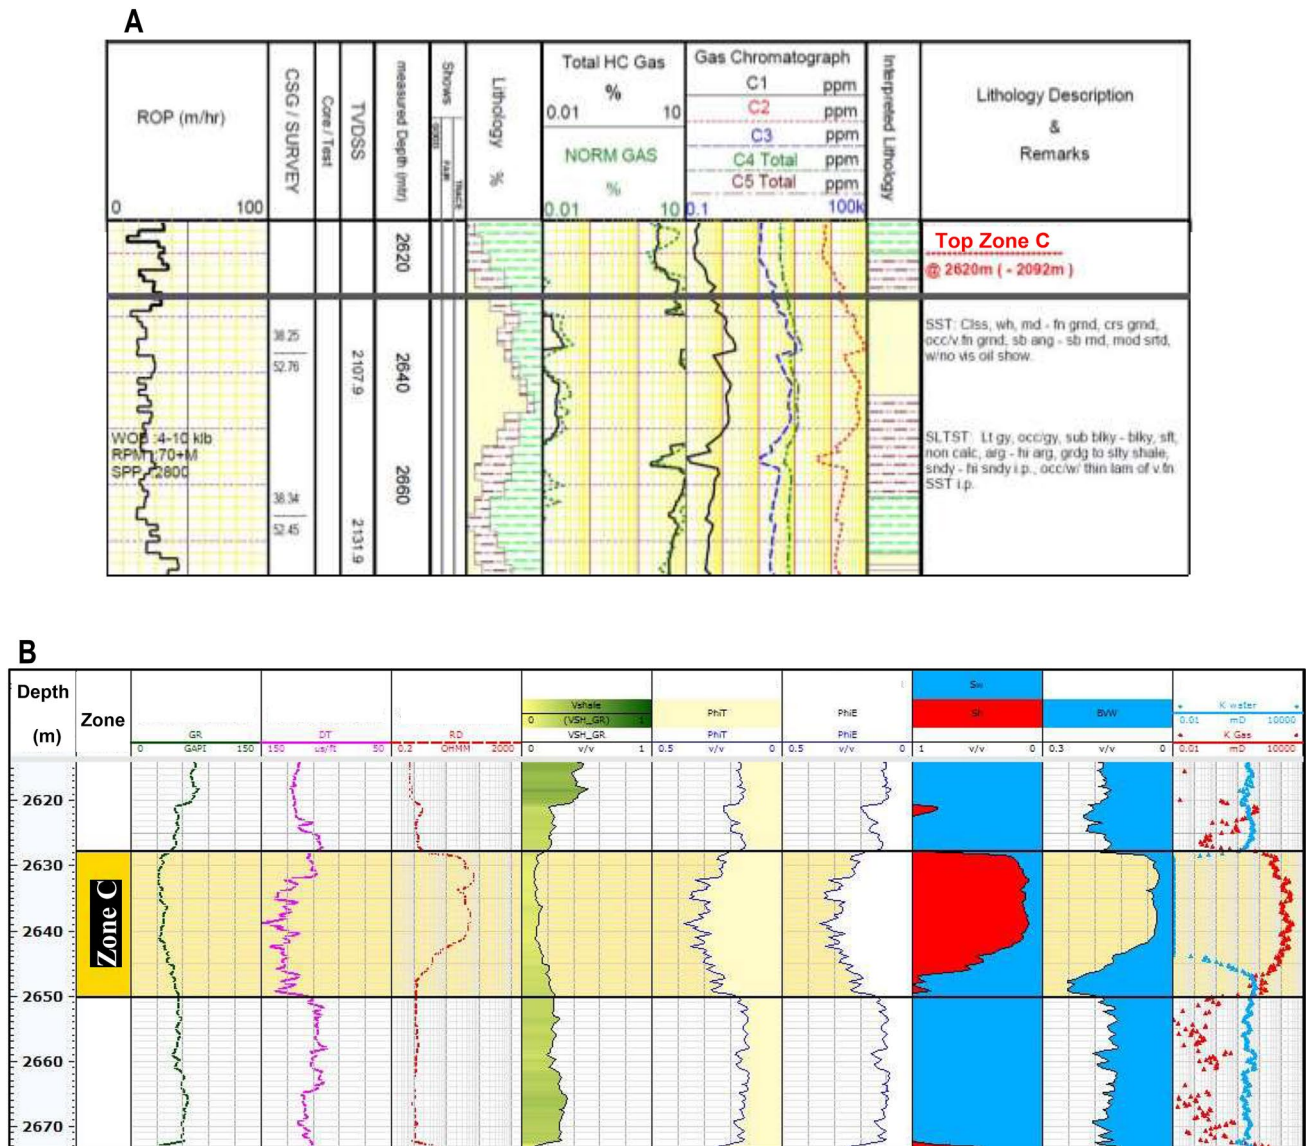 A
ROP (m/hr)
0 100
CSG / SURVEY
Core / Test
TVDSS
measured Depth (mtr)
Shows
GOOD
FAIR
TRACE
Lithology %
Total HC Gas
%
0.01 10
NORM GAS
%
0.01 10
Gas Chromatograph
C1 ppm
C2 ppm
C3 ppm
C4 Total ppm
C5 Total ppm
0.1 100k
Interpreted Lithology
Lithology Description
&
Remarks
2620
Top Zone C
@ 2620m ( - 2092m )
38.25
52.76
2107.9
2640
SST: Clss, wh, md - fn grnd, crs grnd,
occ/v.fn grnd, sb ang - sb rnd, mod srtd,
w/no vis oil show.
WOB :4-10 klb
RPM :70+M
SPP : 2800
SLTST: Lt gy, occ/gy, sub blky - blky, sft,
non calc, arg - hi arg, grdg to slty shale,
sndy - hi sndy i.p., occ/w/ thin lam of v.fn
SST i.p.
2660
38.34
52.45
2131.9
B
Depth
(m)
Zone
GR
0 GAPI 150
DT
150 us/ft 50
RD
0.2 OHMM 2000
Vshale
0 (VSH_GR) 1
VSH_GR
0 v/v 1
PhiT
PhiT
0.5 v/v 0
PhiE
PhiE
0.5 v/v 0
Sw
Sh
1 v/v 0
BVW
0.3 v/v 0
K water
0.01 mD 10000
K Gas
0.01 mD 10000
2620
2630
2640
2650
2660
2670
Zone C